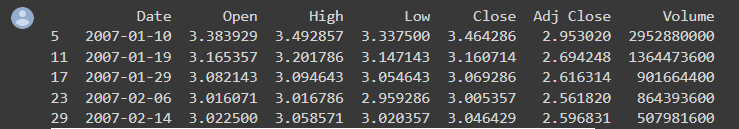 Date Open High Low Close Adj Close Volume
5 2007-01-10 3.383929 3.492857 3.337500 3.464286 2.953020 2952880000
11 2007-01-19 3.165357 3.201786 3.147143 3.160714 2.694248 1364473600
17 2007-01-29 3.082143 3.094643 3.054643 3.069286 2.616314 901664400
23 2007-02-06 3.016071 3.016786 2.959286 3.005357 2.561820 864393600
29 2007-02-14 3.022500 3.058571 3.020357 3.046429 2.596831 507981600